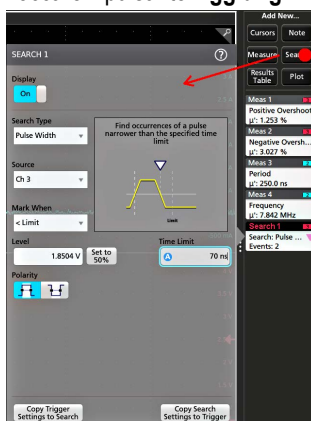 Add
New...
Cursors Note
SEARCH 1 ?
Measure
Display
On
Results
Table Plot
Search Type
Pulse Width
Find occurrences of a pulse
narrower than the specified time
limit
Limit
Source
Ch 3
Mark When
< Limit
Level
1.8504 V
Set to
50%
Time Limit
70 ns
Polarity
Copy Trigger
Settings to Search
Copy Search
Settings to Trigger
Meas 1
Positive Overshoot
µ': 1.253 %
Meas 2
Negative Oversh...
µ': 3.027 %
Meas 3
Period
µ': 250.0 ns
Meas 4
Frequency
µ': 7.842 MHz
Search 1
Search: Pulse ...
Events: 2